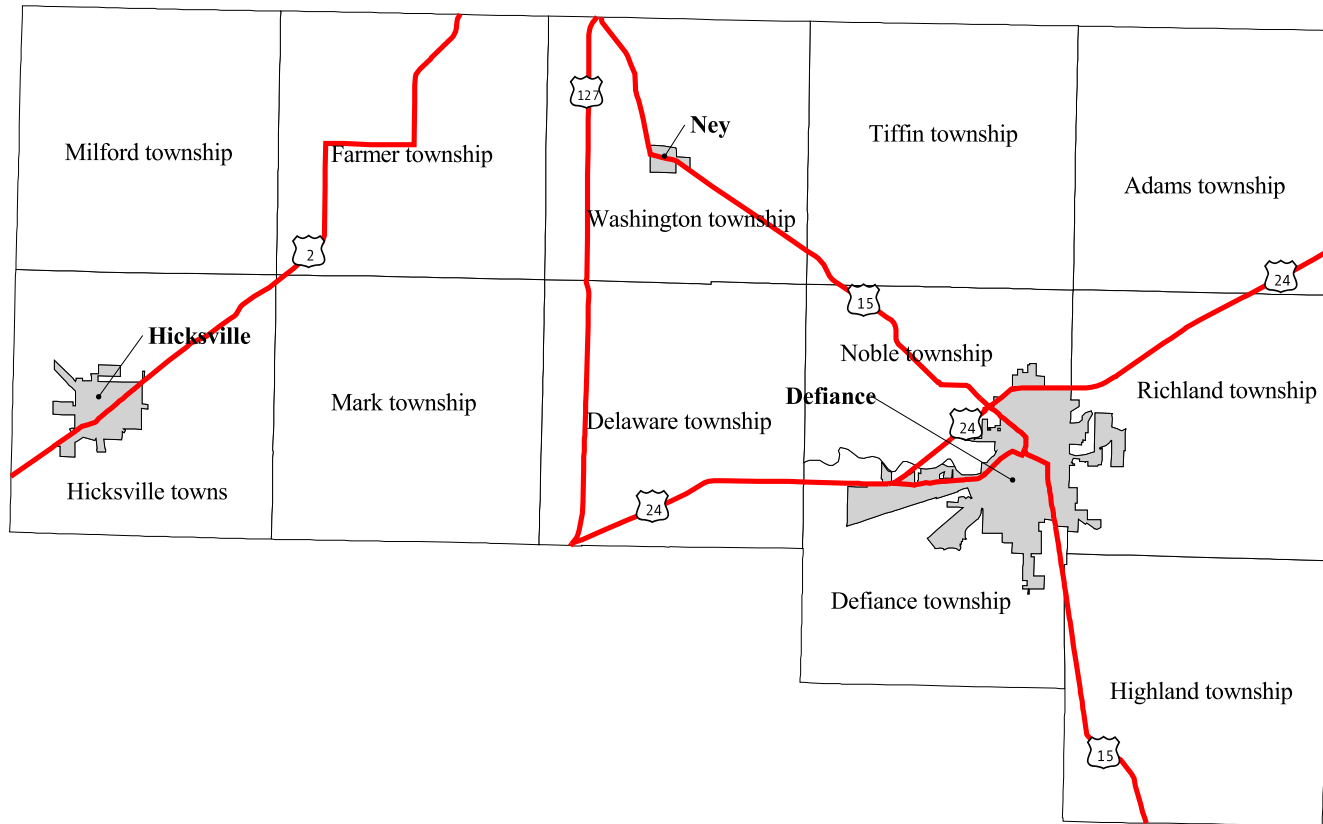 127
Ney
Tiffin township
Milford township
Farmer township
Adams township
Washington township
2
24
15
Hicksville
Noble township
Richland township
Defiance
Mark township
Delaware township
24
Hicksville towns
24
Defiance township
Highland township
15